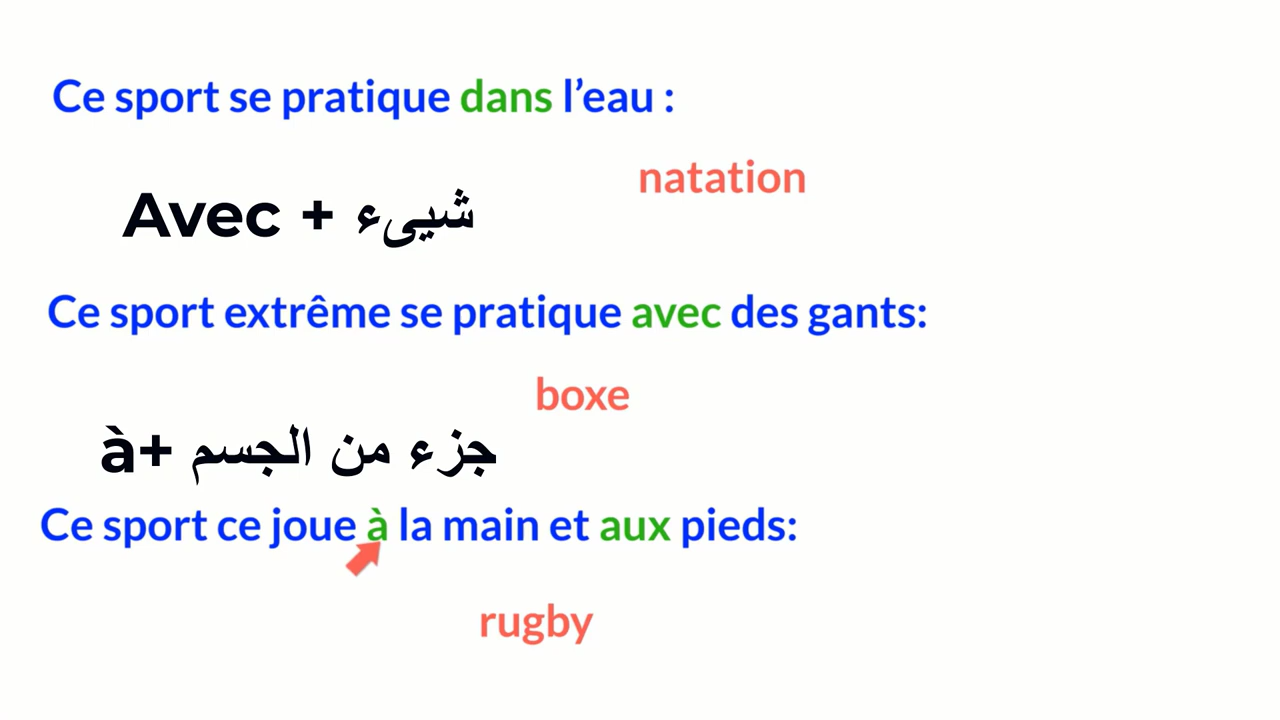 Ce sport se pratique dans l’eau :
natation
Avec + شيىء
Ce sport extrême se pratique avec des gants:
boxe
à+ جزء من الجسم
Ce sport ce joue à la main et aux pieds:
rugby